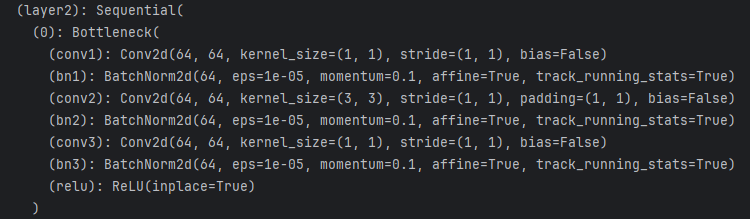 (layer2): Sequential(
(0): Bottleneck(
(conv1): Conv2d(64, 64, kernel_size=(1, 1), stride=(1, 1), bias=False)
(bn1): BatchNorm2d(64, eps=1e-05, momentum=0.1, affine=True, track_running_stats=True)
(conv2): Conv2d(64, 64, kernel_size=(3, 3), stride=(1, 1), padding=(1, 1), bias=False)
(bn2): BatchNorm2d(64, eps=1e-05, momentum=0.1, affine=True, track_running_stats=True)
(conv3): Conv2d(64, 64, kernel_size=(1, 1), stride=(1, 1), bias=False)
(bn3): BatchNorm2d(64, eps=1e-05, momentum=0.1, affine=True, track_running_stats=True)
(relu): ReLU(inplace=True)
)